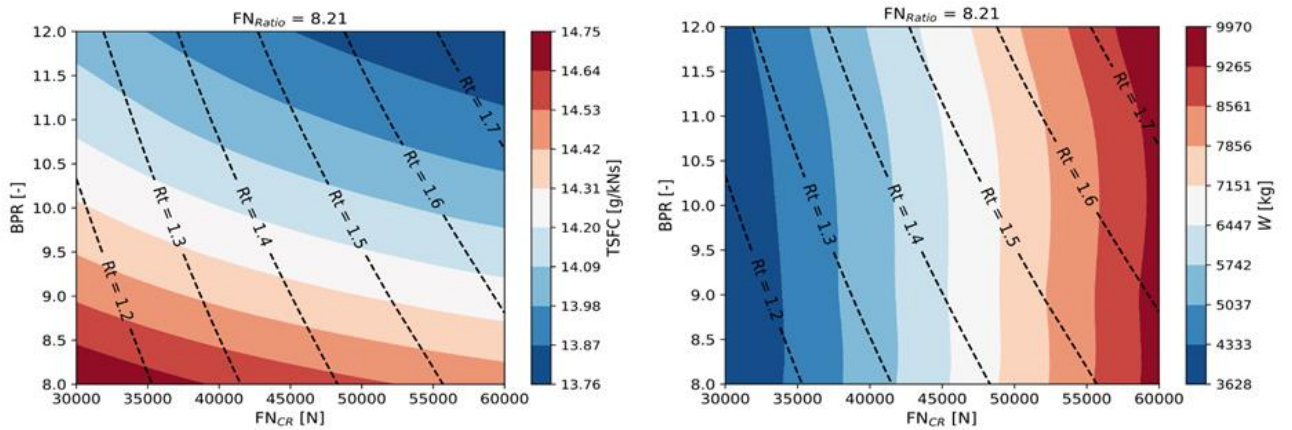 FN_Ratio = 8.21
12.0
11.5
11.0
10.5
10.0
9.5
9.0
8.5
8.0
BPR [-]
30000 35000 40000 45000 50000 55000 60000
FN_CR [N]
Rt = 1.2
Rt = 1.3
Rt = 1.4
Rt = 1.5
Rt = 1.6
Rt = 1.7
14.75
14.64
14.53
14.42
14.31
14.20
14.09
13.98
13.87
13.76
TSFC [g/kNs]
FN_Ratio = 8.21
12.0
11.5
11.0
10.5
10.0
9.5
9.0
8.5
8.0
BPR [-]
30000 35000 40000 45000 50000 55000 60000
FN_CR [N]
Rt = 1.2
Rt = 1.3
Rt = 1.4
Rt = 1.5
Rt = 1.6
Rt = 1.7
9970
9265
8561
7856
7151
6447
5742
5037
4333
3628
W [kg]